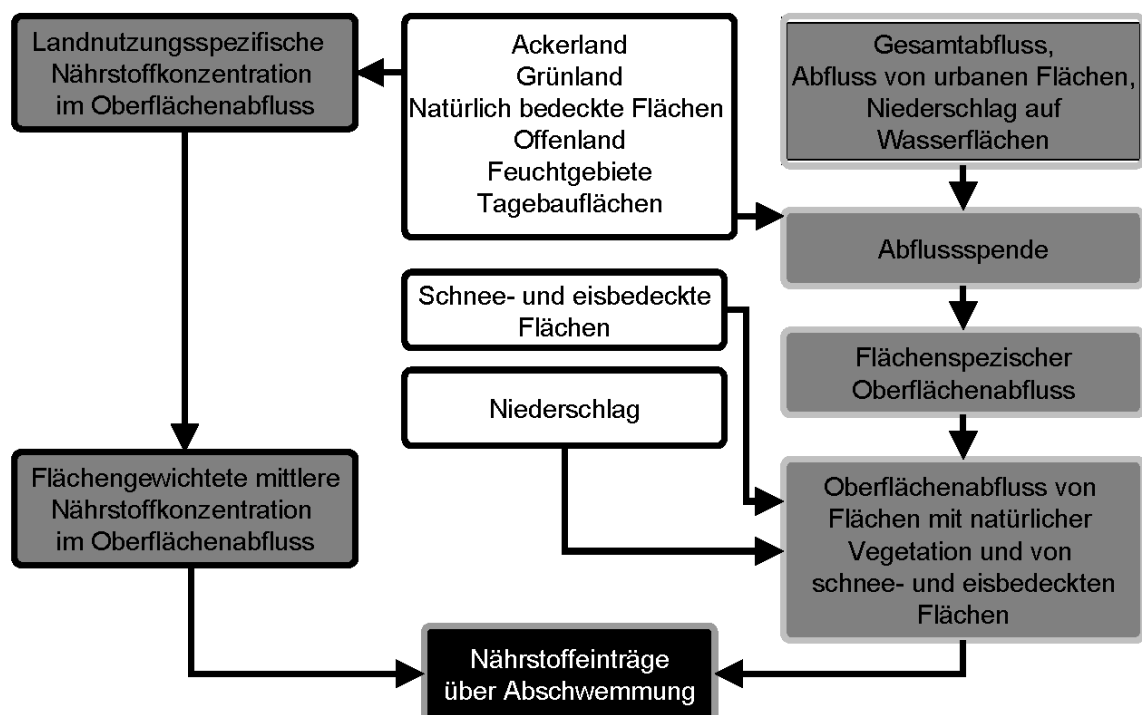 Landnutzungsspezifische
Nährstoffkonzentration
im Oberflächenabfluss
Ackerland
Grünland
Natürlich bedeckte Flächen
Offenland
Feuchtgebiete
Tagebauflächen
Gesamtabfluss,
Abfluss von urbanen Flächen,
Niederschlag auf
Wasserflächen
Abflussspende
Schnee- und eisbedeckte
Flächen
Flächenspezischer
Oberflächenabfluss
Niederschlag
Flächengewichtete mittlere
Nährstoffkonzentration
im Oberflächenabfluss
Oberflächenabfluss von
Flächen mit natürlicher
Vegetation und von
schnee- und eisbedeckten
Flächen
Nährstoffeinträge
über Abschwemmung